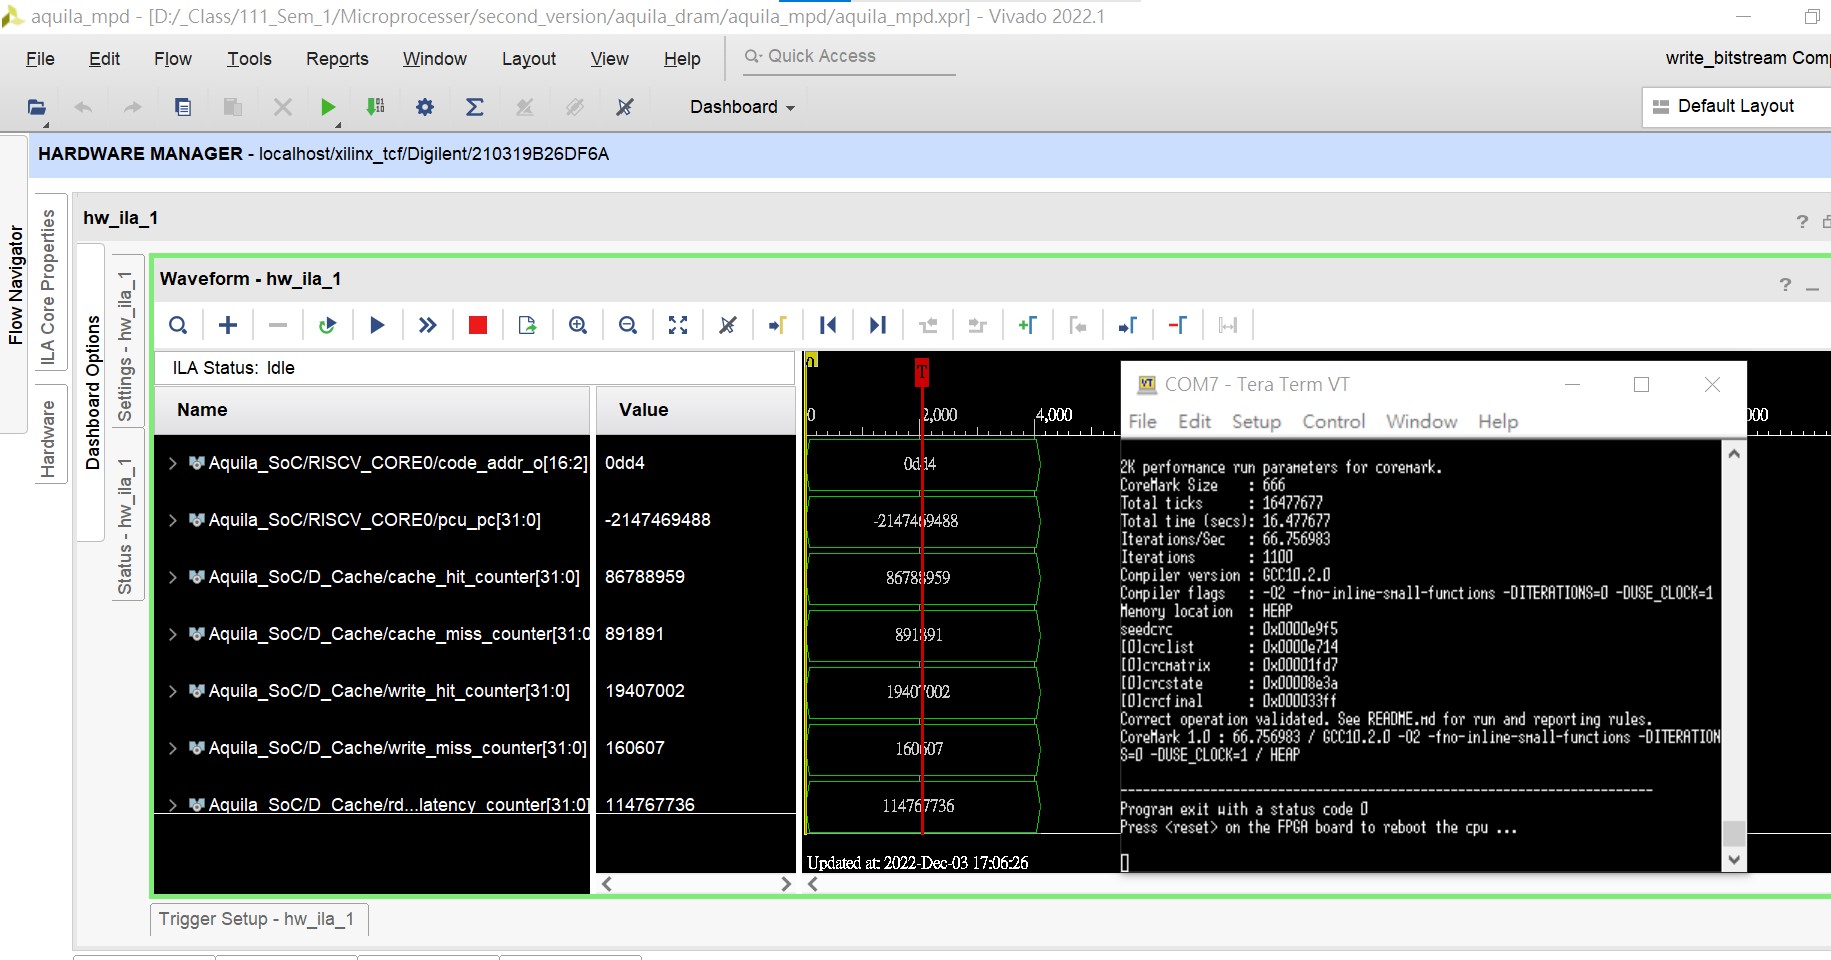 aquila_mpd - [D:/_Class/111_Sem_1/Microprocesser/second_version/aquila_dram/aquila_mpd/aquila_mpd.xpr] - Vivado 2022.1
File Edit Flow Tools Reports Window Layout View Help Quick Access
write_bitstream Com
Dashboard
Default Layout
HARDWARE MANAGER - localhost/xilinx_tcf/Digilent/210319B26DF6A
Flow Navigator
ILA Core Properties
Hardware
hw_ila_1
Dashboard Options
Settings - hw_ila_1
Status - hw_ila_1
Waveform - hw_ila_1
ILA Status: Idle
Name Value
0 2,000 4,000 000
T
Aquila_SoC/RISCV_CORE0/code_addr_o[16:2] 0dd4 0dd4
Aquila_SoC/RISCV_CORE0/pcu_pc[31:0] -2147469488 -2147469488
Aquila_SoC/D_Cache/cache_hit_counter[31:0] 86788959 86788959
Aquila_SoC/D_Cache/cache_miss_counter[31:0 891891 891891
Aquila_SoC/D_Cache/write_hit_counter[31:0] 19407002 19407002
Aquila_SoC/D_Cache/write_miss_counter[31:0] 160607 160607
Aquila_SoC/D_Cache/rd...latency_counter[31:0] 114767736 114767736
Updated at: 2022-Dec-03 17:06:26
Trigger Setup - hw_ila_1
COM7 - Tera Term VT
File Edit Setup Control Window Help
2K performance run parameters for coremark.
CoreMark Size : 666
Total ticks : 16477677
Total time (secs): 16.477677
Iterations/Sec : 66.756983
Iterations : 1100
Compiler version : GCC10.2.0
Compiler flags : -O2 -fno-inline-small-functions -DITERATIONS=0 -DUSE_CLOCK=1
Memory location : HEAP
seedcrc : 0x0000e9f5
[0]crclist : 0x0000e714
[0]crcmatrix : 0x00001fd7
[0]crcstate : 0x00008e3a
[0]crcfinal : 0x000033ff
Correct operation validated. See README.md for run and reporting rules.
CoreMark 1.0 : 66.756983 / GCC10.2.0 -O2 -fno-inline-small-functions -DITERATION
S=0 -DUSE_CLOCK=1 / HEAP
--------------------------------------------------------------------
Program exit with a status code 0
Press <reset> on the FPGA board to reboot the cpu ...